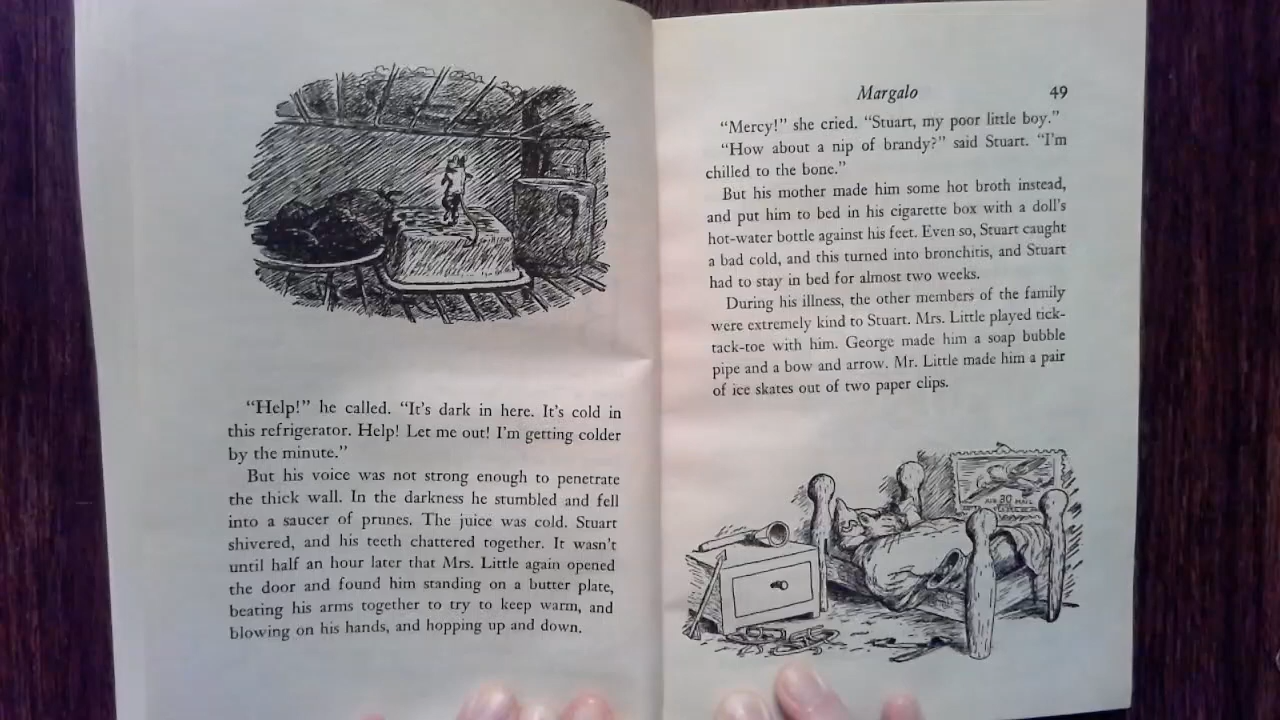 "Help!" he called. "It's dark in here. It's cold in
this refrigerator. Help! Let me out! I'm getting colder
by the minute."
But his voice was not strong enough to penetrate
the thick wall. In the darkness he stumbled and fell
into a saucer of prunes. The juice was cold. Stuart
shivered, and his teeth chattered together. It wasn't
until half an hour later that Mrs. Little again opened
the door and found him standing on a butter plate,
beating his arms together to try to keep warm, and
blowing on his hands, and hopping up and down.
Margalo 49
"Mercy!" she cried. "Stuart, my poor little boy."
"How about a nip of brandy?" said Stuart. "I'm
chilled to the bone."
But his mother made him some hot broth instead,
and put him to bed in his cigarette box with a doll's
hot-water bottle against his feet. Even so, Stuart caught
a bad cold, and this turned into bronchitis, and Stuart
had to stay in bed for almost two weeks.
During his illness, the other members of the family
were extremely kind to Stuart. Mrs. Little played tick-
tack-toe with him. George made him a soap bubble
pipe and a bow and arrow. Mr. Little made him a pair
of ice skates out of two paper clips.
AIR 30 MAIL